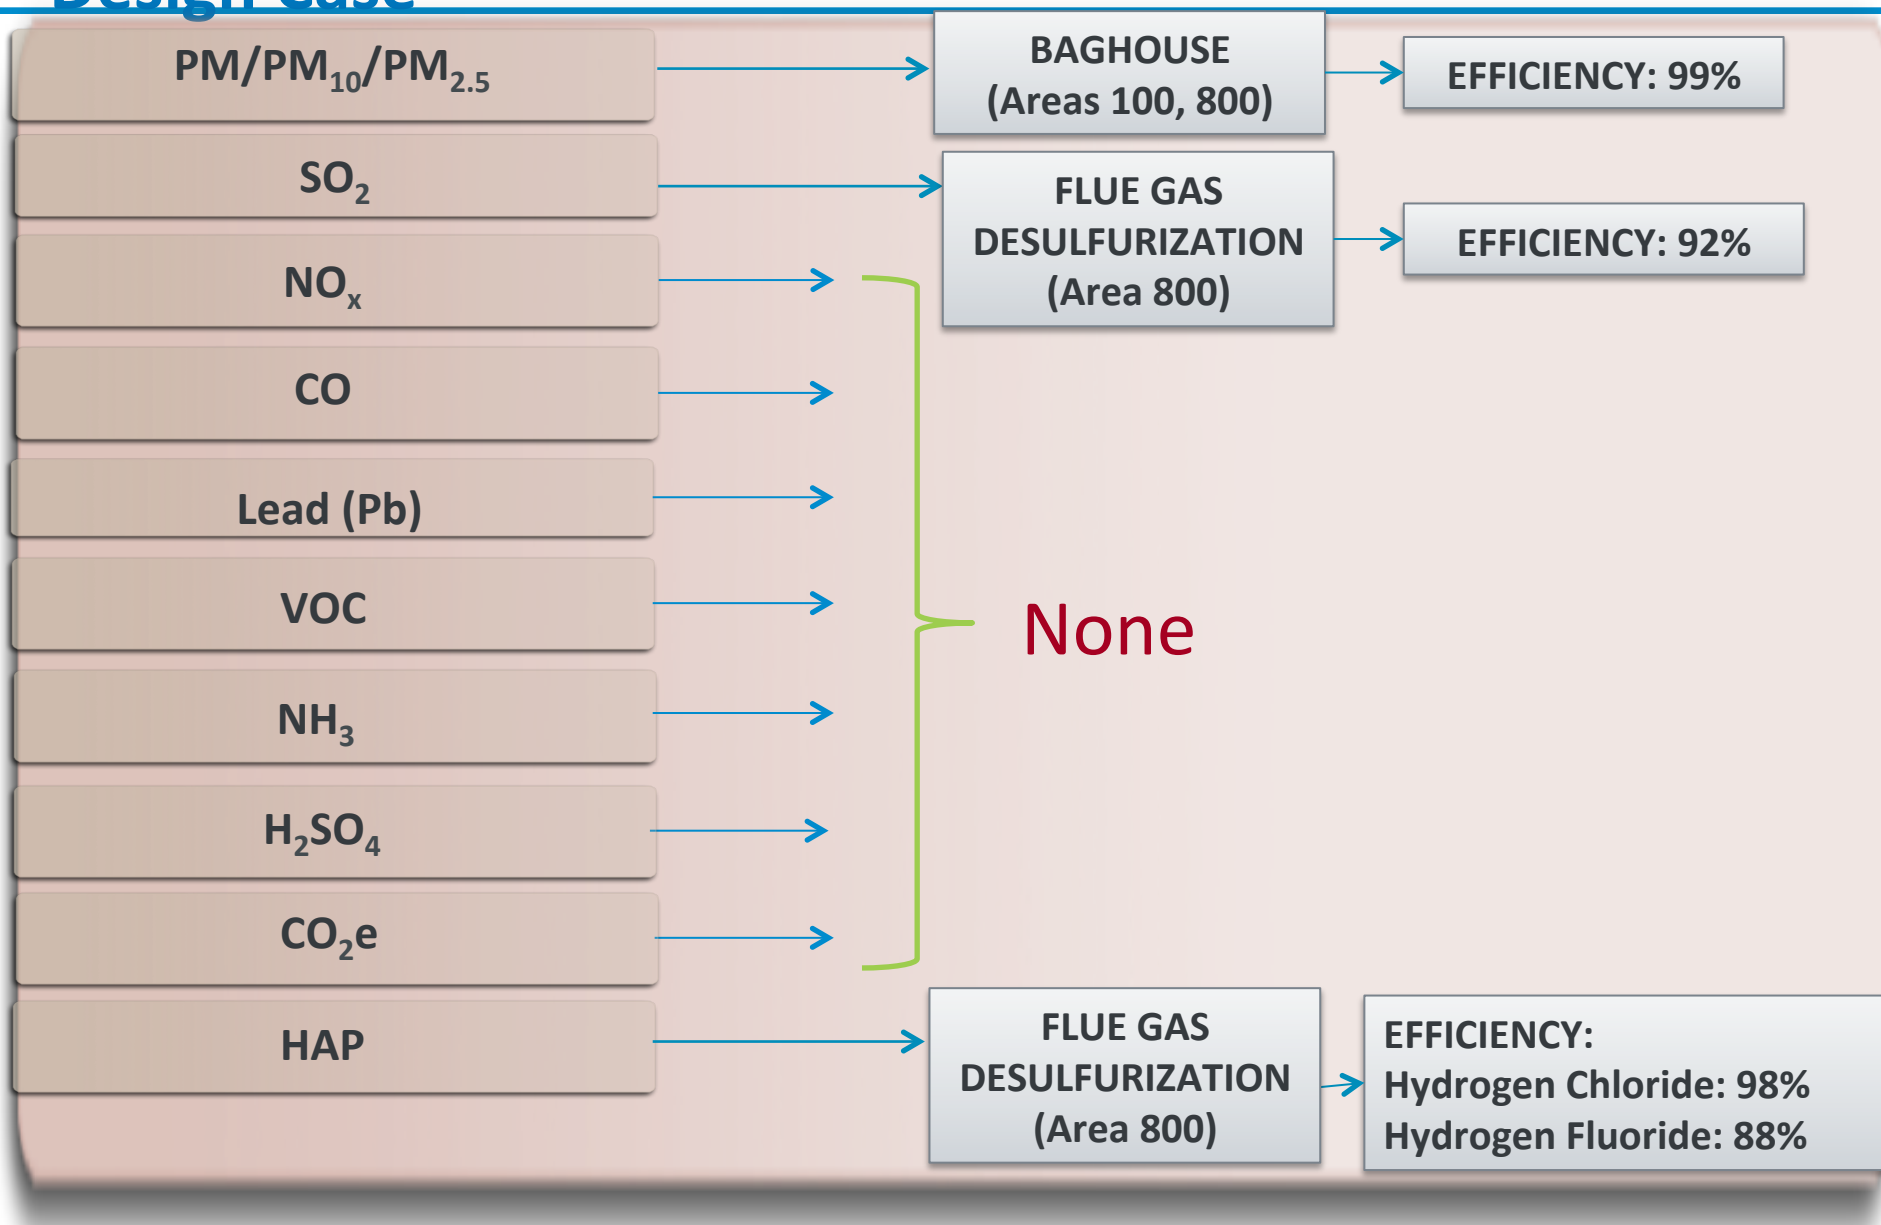 Design Case
PM/PM₁₀/PM₂.₅
BAGHOUSE
(Areas 100, 800)
EFFICIENCY: 99%
SO₂
FLUE GAS
DESULFURIZATION
(Area 800)
EFFICIENCY: 92%
NOₓ
CO
Lead (Pb)
VOC
NH₃
H₂SO₄
CO₂e
None
HAP
FLUE GAS
DESULFURIZATION
(Area 800)
EFFICIENCY:
Hydrogen Chloride: 98%
Hydrogen Fluoride: 88%